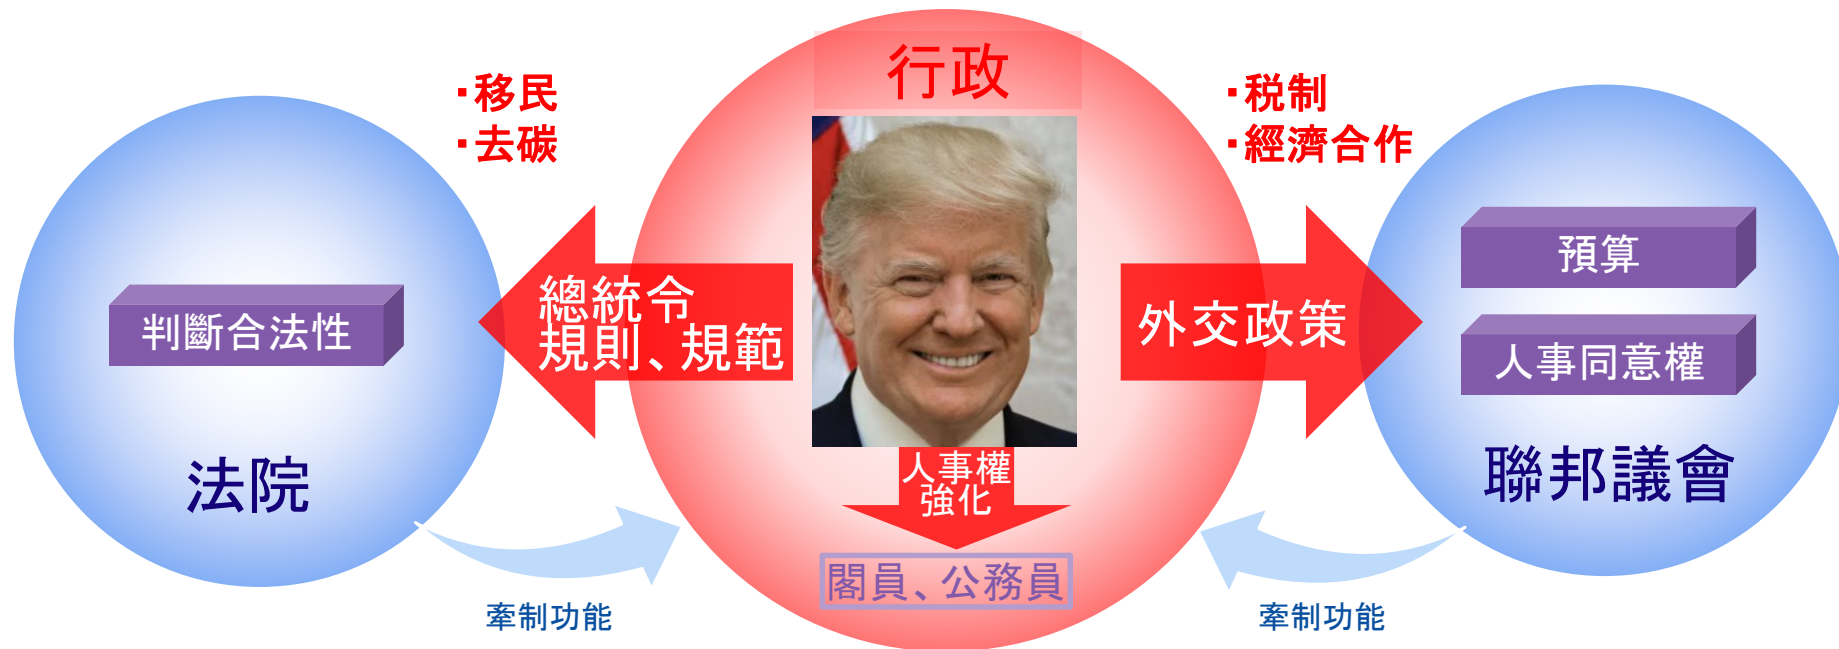 行政
・移民
・去碳
・税制
・經濟合作
總統令
規則、規範
外交政策
判斷合法性
預算
人事同意權
法院
聯邦議會
人事權
強化
閣員、公務員
牽制功能
牽制功能